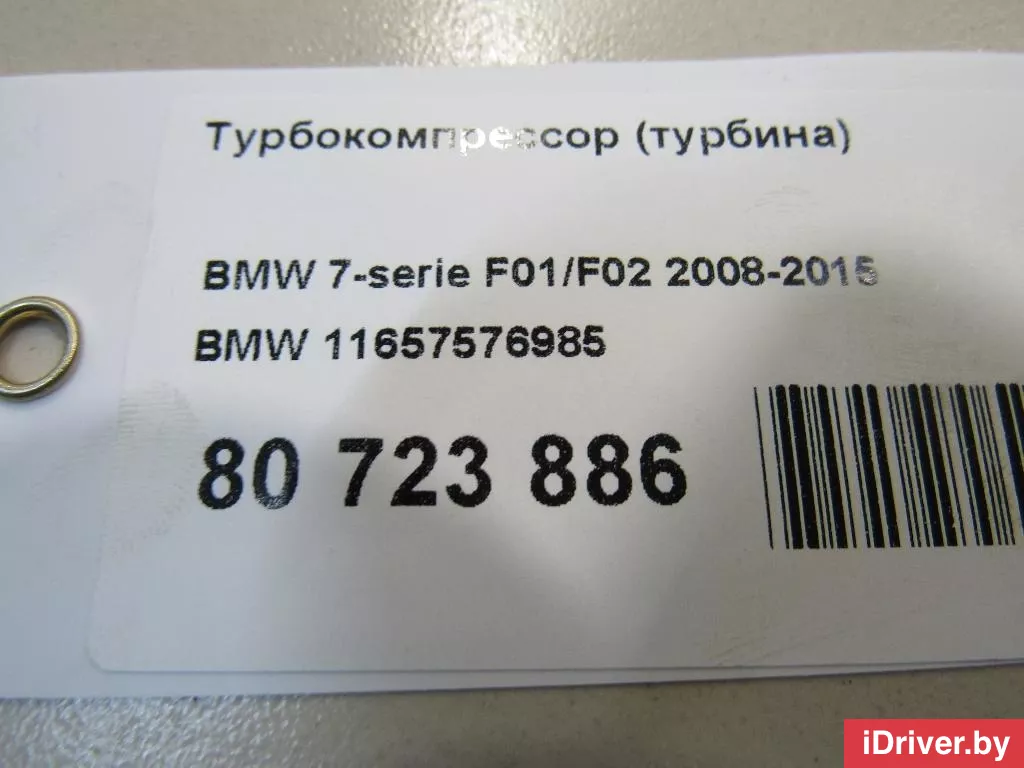 Турбокомпрессор (турбина)
BMW 7-serie F01/F02 2008-2015
BMW 11657576985
80 723 886
iDriver.by